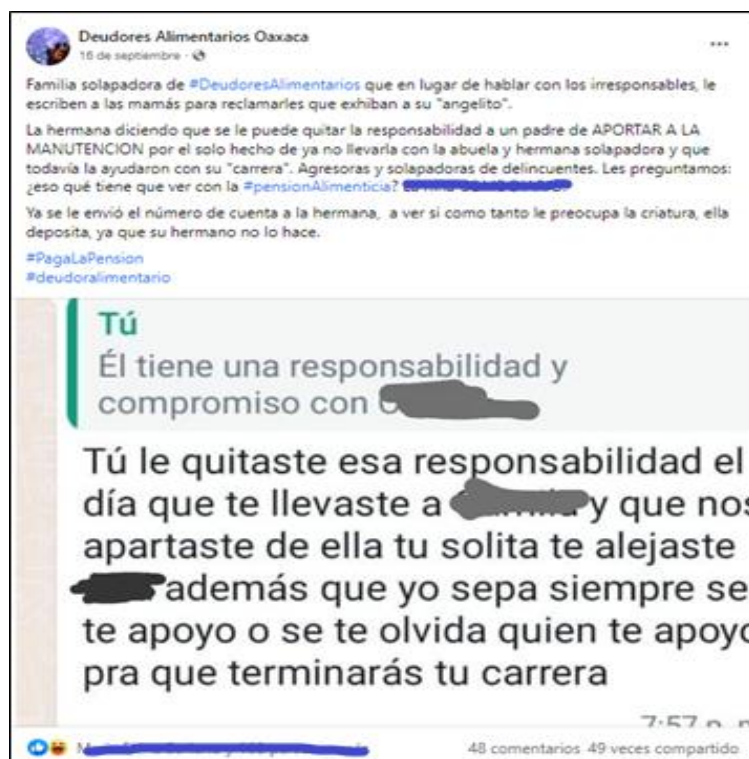 Deudores Alimentarios Oaxaca
16 de septiembre ·
Familia solapadora de #DeudoresAlimentarios que en lugar de hablar con los irresponsables, le
escriben a las mamás para reclamarles que exhiban a su "angelito".
La hermana diciendo que se le puede quitar la responsabilidad a un padre de APORTAR A LA
MANUTENCION por el solo hecho de ya no llevarla con la abuela y hermana solapadora y que
todavía la ayudaron con su "carrera". Agresoras y solapadoras de delincuentes. Les preguntamos:
¿eso qué tiene que ver con la #pensionAlimenticia?
Ya se le envió el número de cuenta a la hermana, a ver si como tanto le preocupa la criatura, ella
deposita, ya que su hermano no lo hace.
#PagaLaPension
#deudoralimentario
Tú
Él tiene una responsabilidad y
compromiso con
Tú le quitaste esa responsabilidad el
día que te llevaste a y que nos
apartaste de ella tu solita te alejaste
además que yo sepa siempre se
te apoyo o se te olvida quien te apoyo
pra que terminarás tu carrera
7:57 p. m
48 comentarios 49 veces compartido